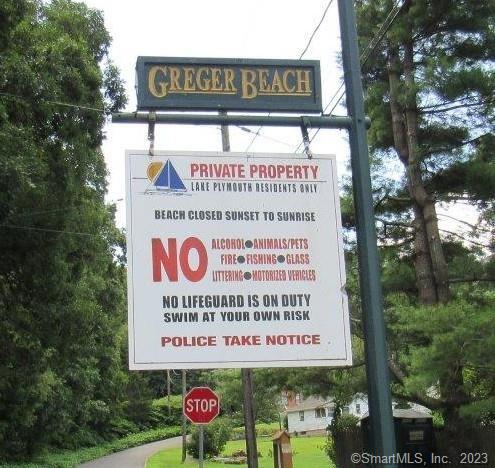 GREGER BEACH
PRIVATE PROPERTY
LAKE PLYMOUTH RESIDENTS ONLY
BEACH CLOSED SUNSET TO SUNRISE
NO
ALCOHOL●ANIMALS/PETS
FIRE●FISHING●GLASS
LITTERING●MOTORIZED VEHICLES
NO LIFEGUARD IS ON DUTY
SWIM AT YOUR OWN RISK
POLICE TAKE NOTICE
STOP
© SmartMLS, Inc 2023